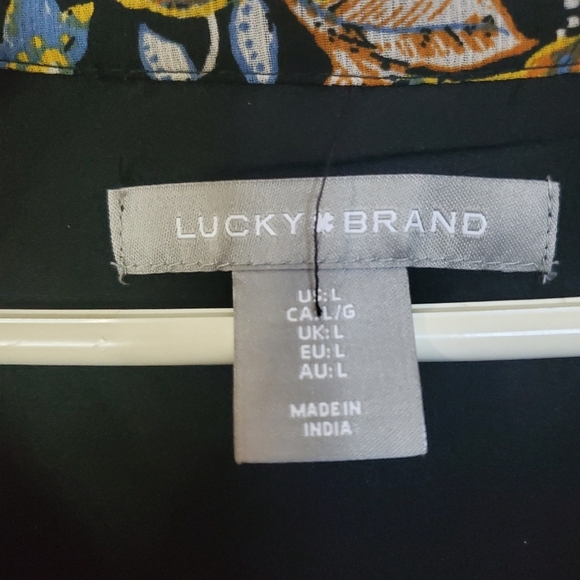 LUCKY BRAND
US: L
CA: L/G
UK: L
EU: L
AU: L
MADE IN
INDIA